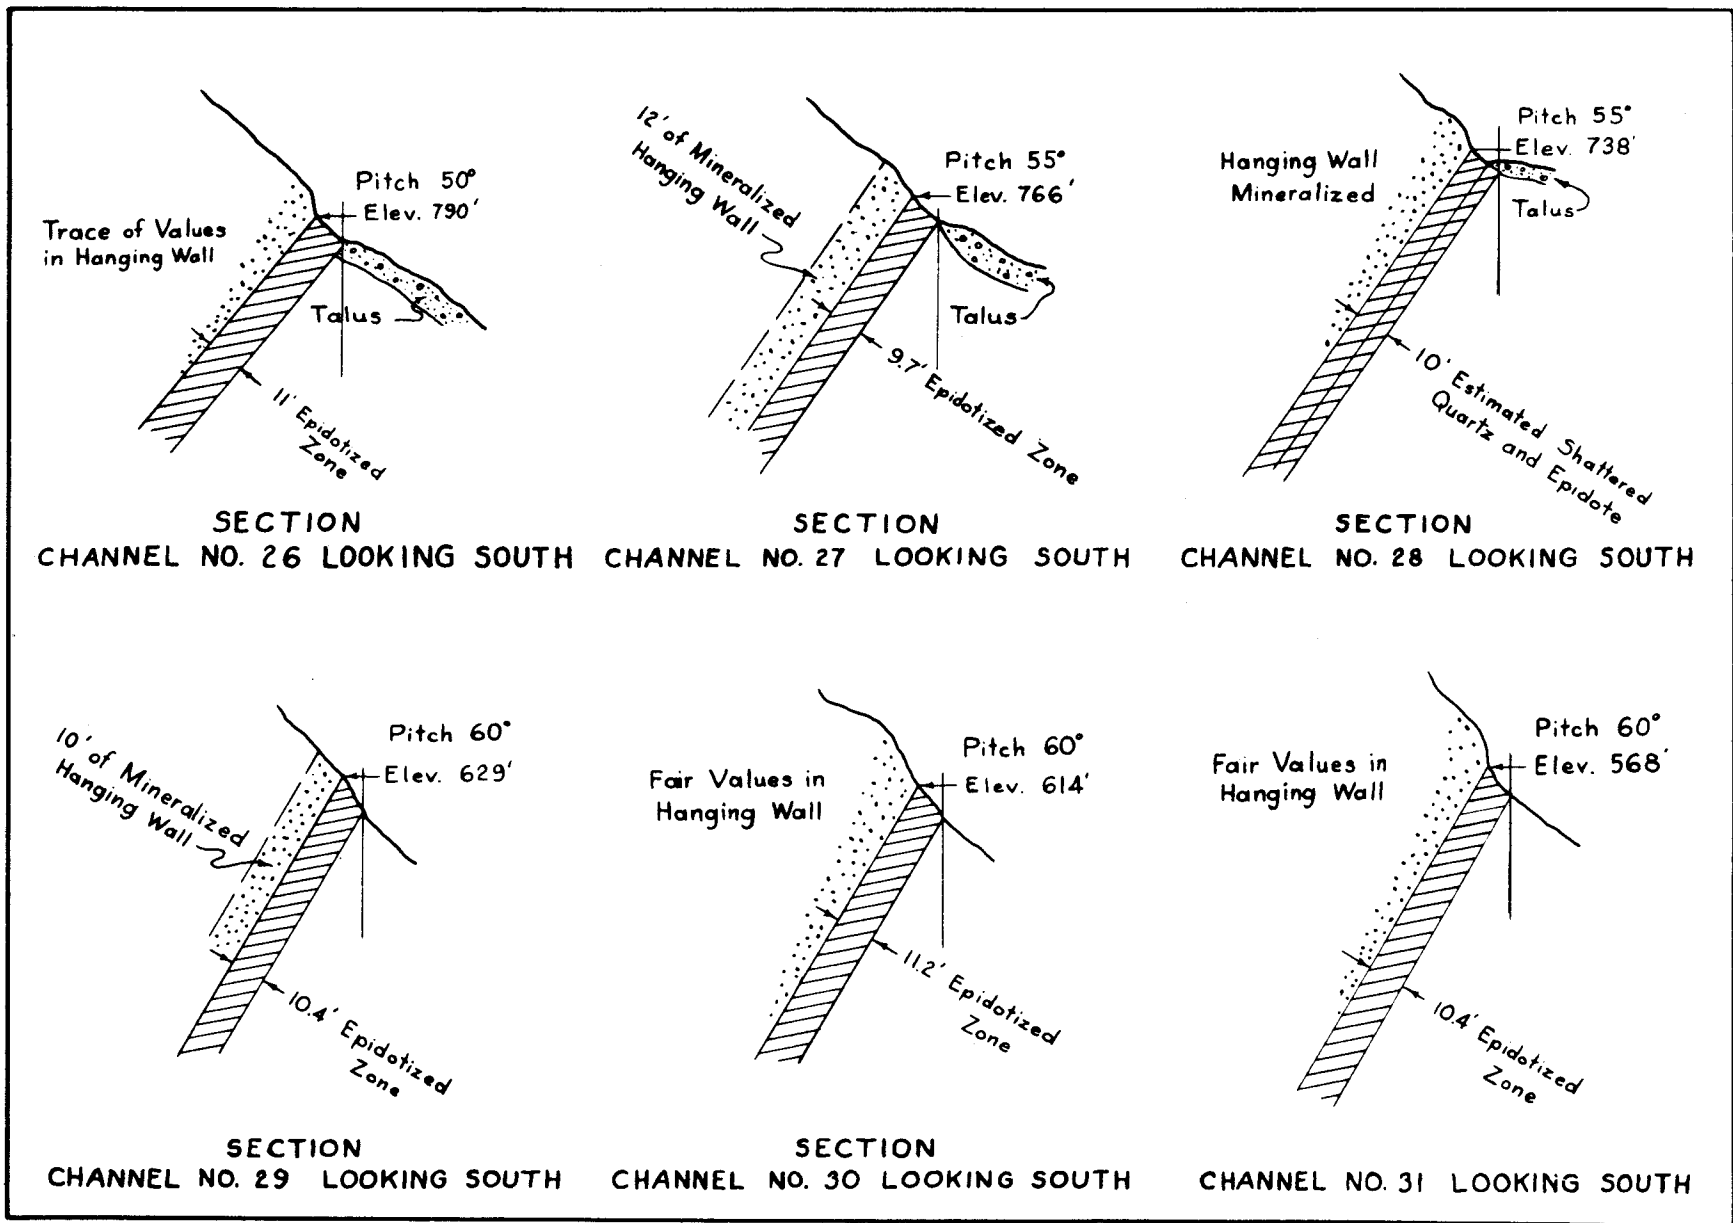 Pitch 50°
Elev. 790'
Trace of Values
in Hanging Wall
Talus
11' Epidotized
Zone
SECTION
CHANNEL NO. 26 LOOKING SOUTH
12' of Mineralized
Hanging Wall
Pitch 55°
Elev. 766'
Talus
9.7' Epidotized Zone
SECTION
CHANNEL NO. 27 LOOKING SOUTH
Pitch 55°
Elev. 738'
Hanging Wall
Mineralized
Talus
10' Estimated Shattered
Quartz and Epidote
SECTION
CHANNEL NO. 28 LOOKING SOUTH
Pitch 60°
Elev. 629'
10' of Mineralized
Hanging Wall
10.4' Epidotized
Zone
SECTION
CHANNEL NO. 29 LOOKING SOUTH
Pitch 60°
Elev. 614'
Fair Values in
Hanging Wall
11.2' Epidotized
Zone
SECTION
CHANNEL NO. 30 LOOKING SOUTH
Pitch 60°
Elev. 568'
Fair Values in
Hanging Wall
10.4' Epidotized
Zone
CHANNEL NO. 31 LOOKING SOUTH